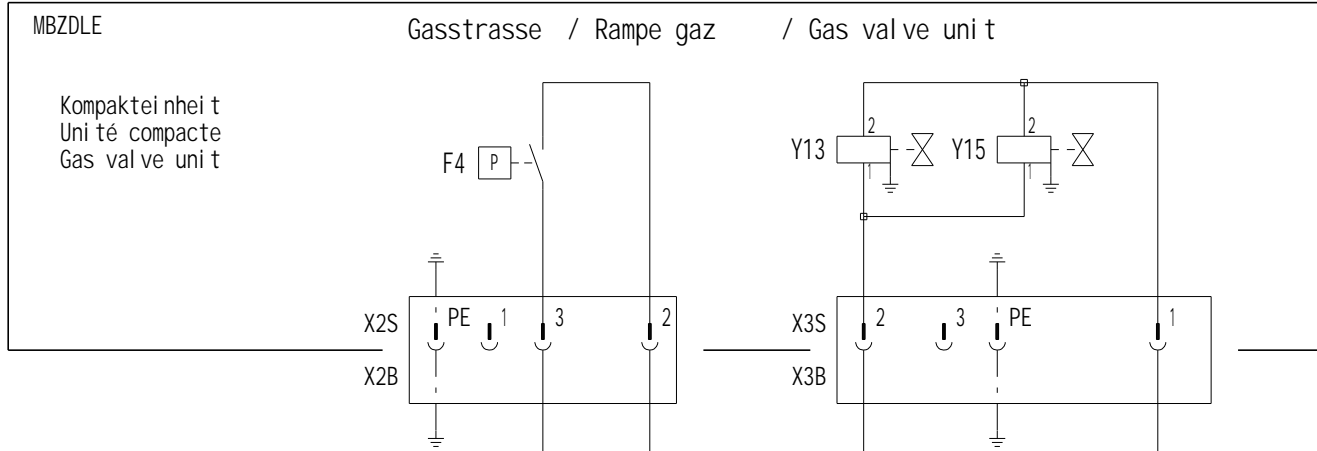 MBZDLE
Gasstrasse / Rampe gaz / Gas valve unit
Kompakteinheit
Unité compacte
Gas valve unit
F4 P
Y13 2 1
Y15 2 1
X2S PE 1 3 2
X2B
X3S 2 3 PE 1
X3B